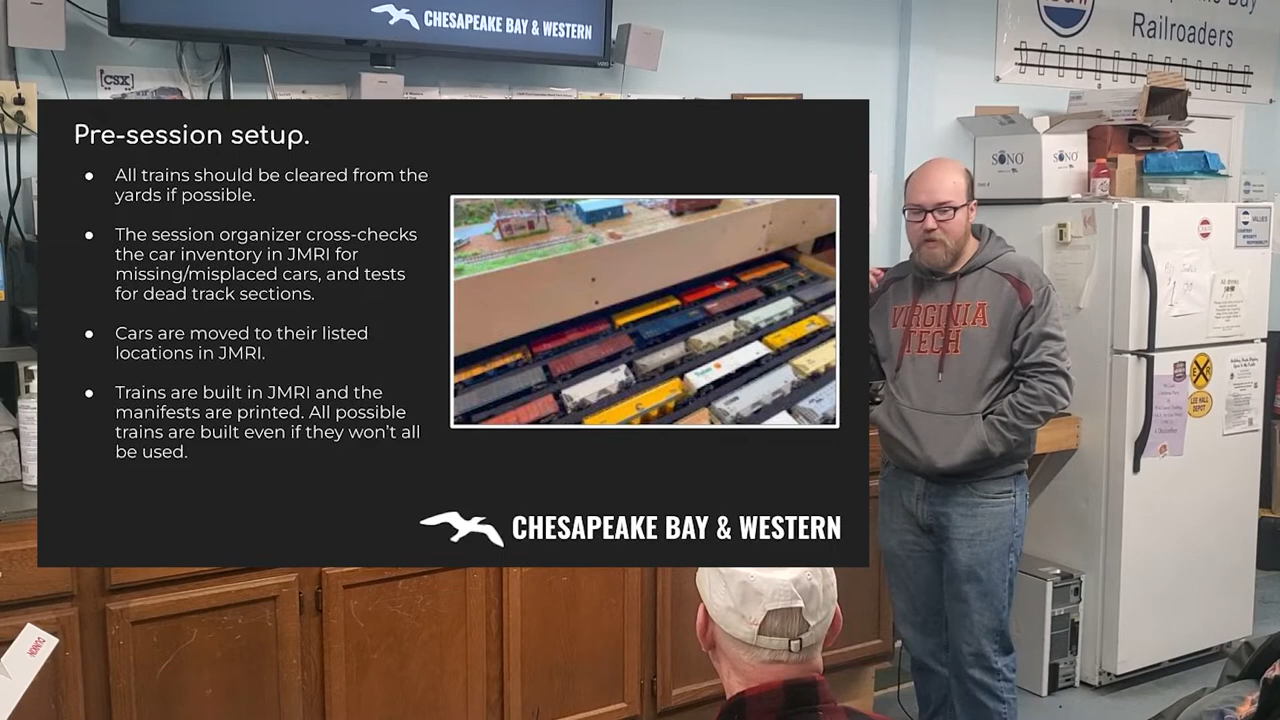 CHESAPEAKE BAY & WESTERN
Bay
Railroaders
[CSX]
SONO
SONO
Pre-session setup.
● All trains should be cleared from the
yards if possible.
● The session organizer cross-checks
the car inventory in JMRI for
missing/misplaced cars, and tests
for dead track sections.
● Cars are moved to their listed
locations in JMRI.
● Trains are built in JMRI and the
manifests are printed. All possible
trains are built even if they won't all
be used.
CHESAPEAKE BAY & WESTERN
VIRGINIA
TECH
VALUES
All drinks
E R
LEE HALL
DEPOT